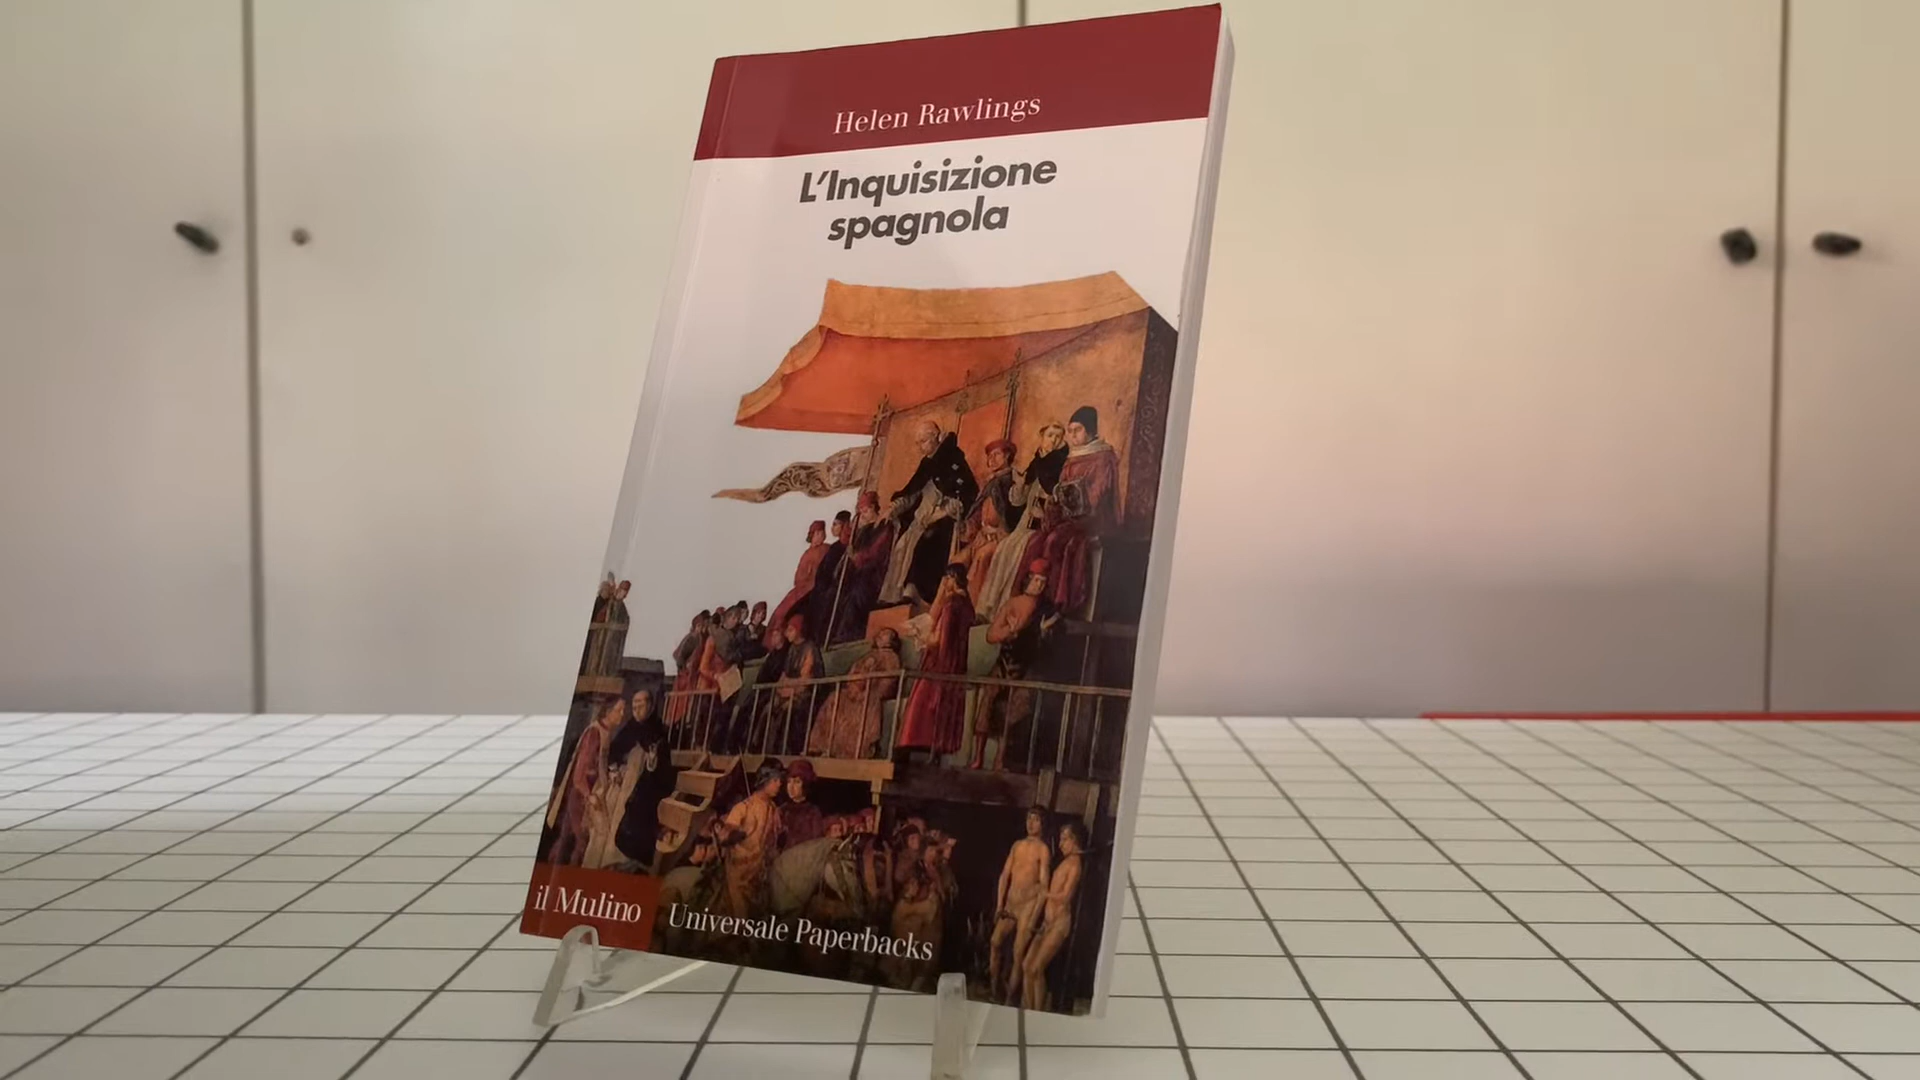 Helen Rawlings
L'Inquisizione
spagnola
il Mulino
Universale Paperbacks